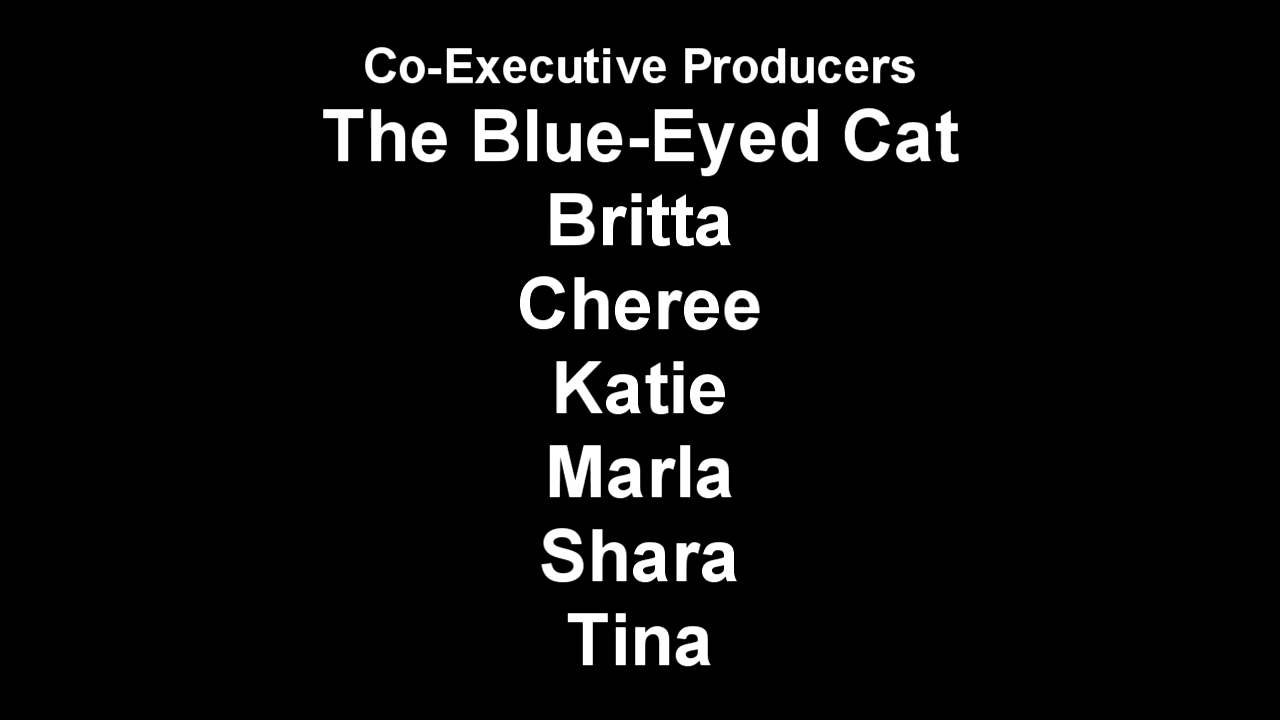 Co-Executive Producers
The Blue-Eyed Cat
Britta
Cheree
Katie
Marla
Shara
Tina